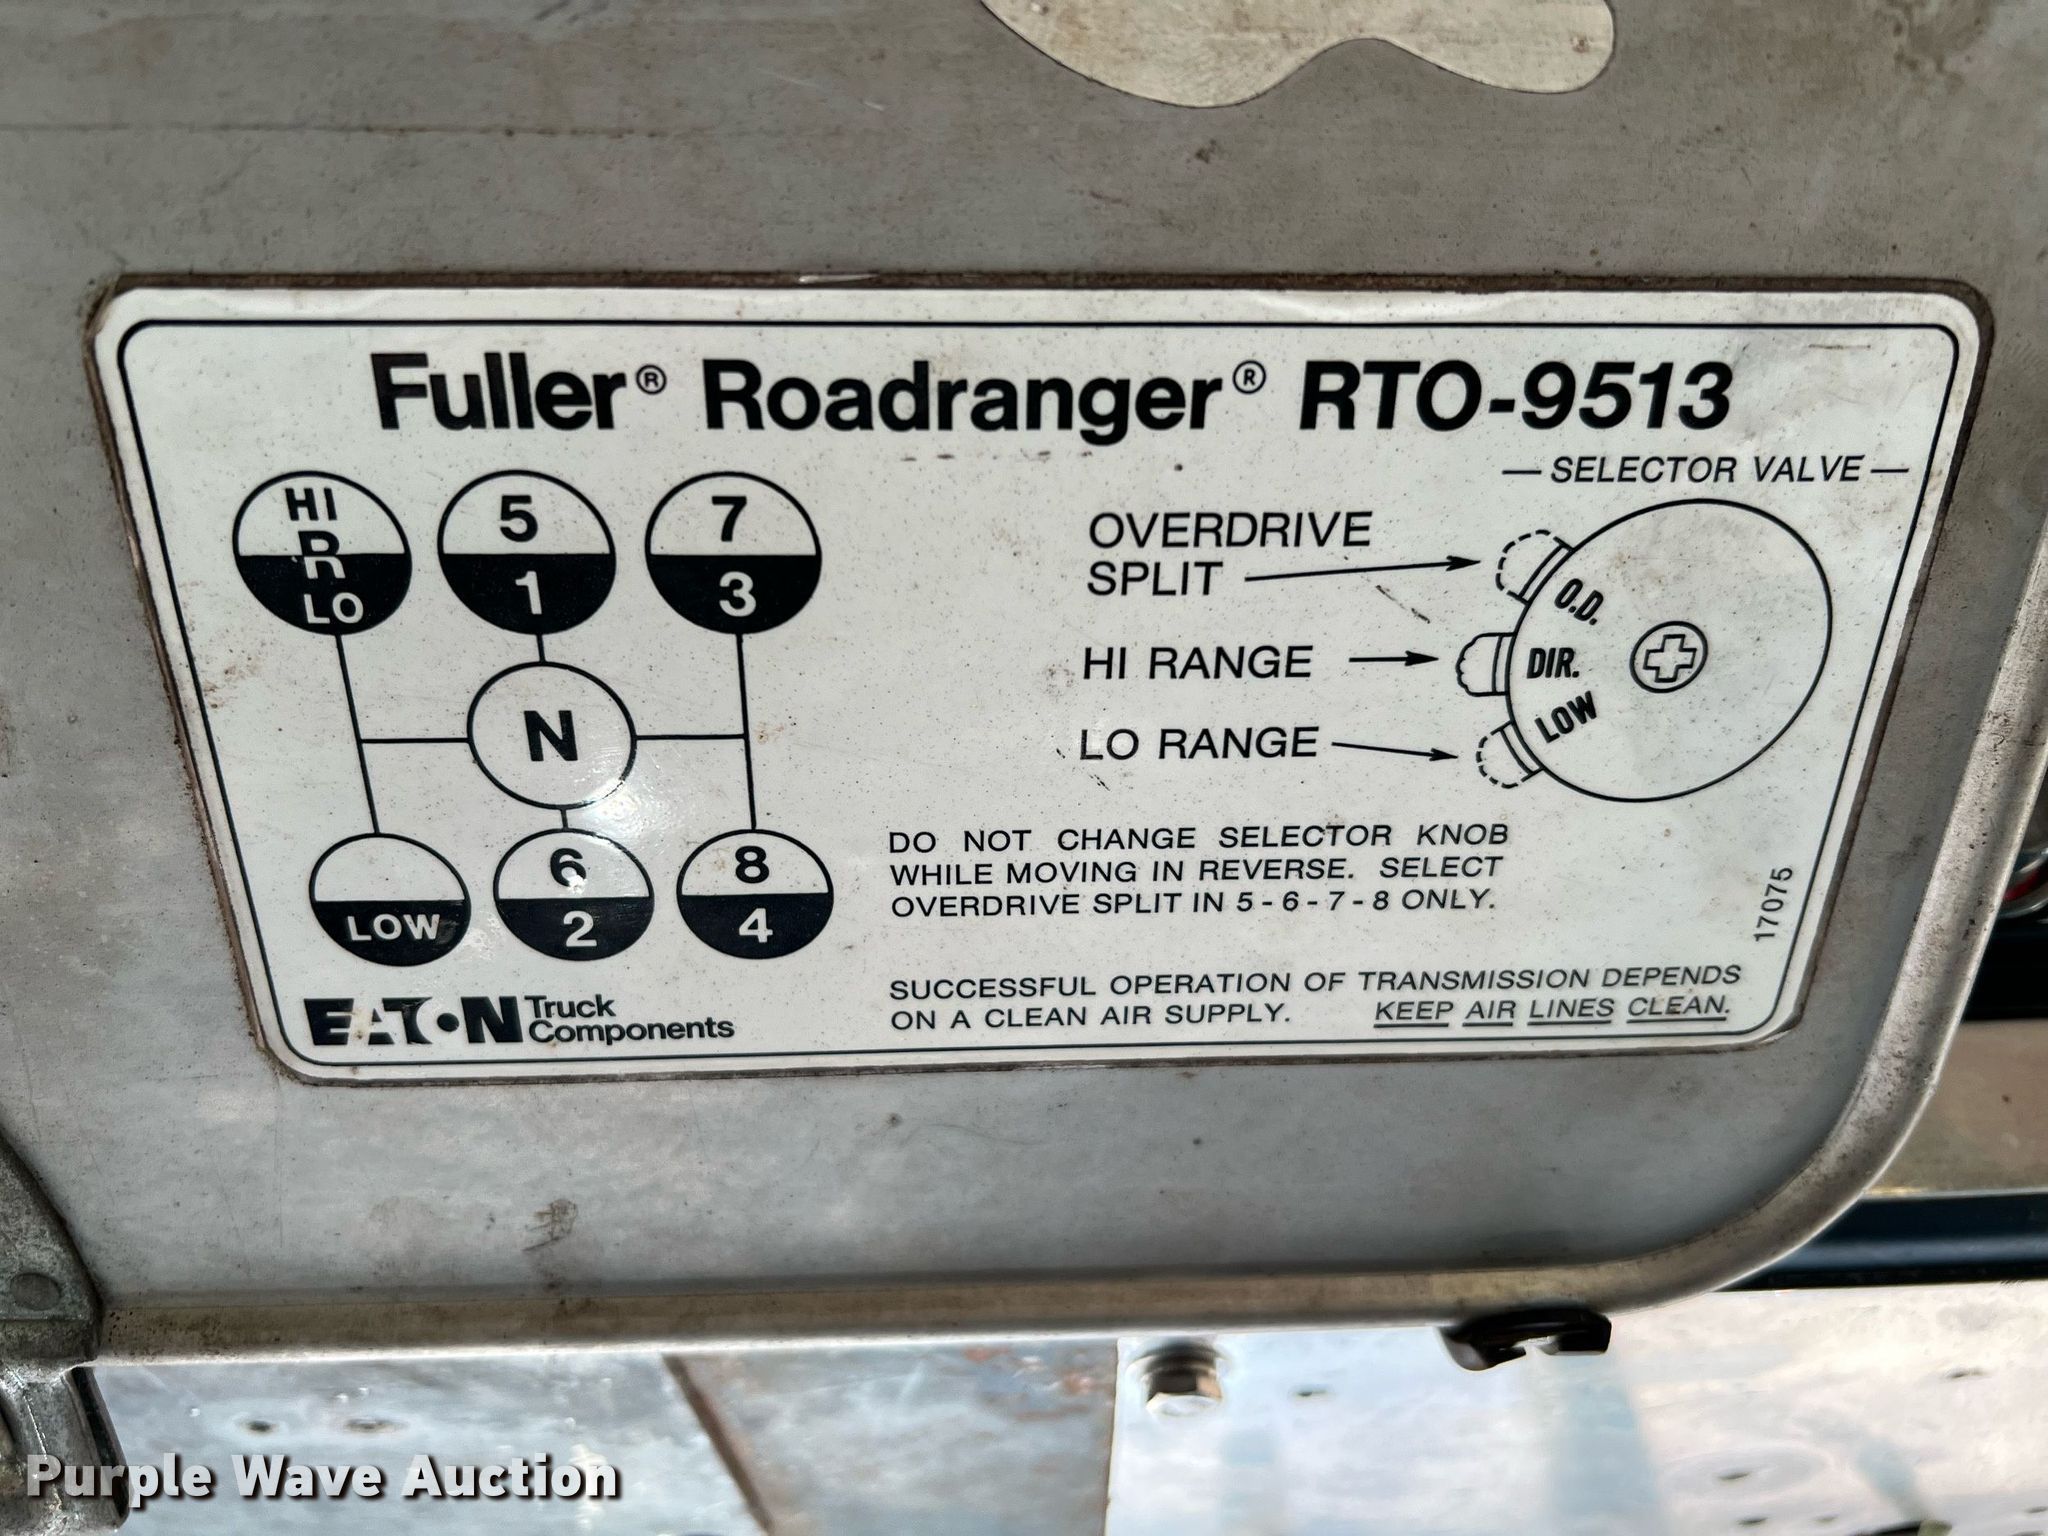 Fuller® Roadranger® RTO-9513
— SELECTOR VALVE —
HI
R
LO
5
1
7
3
N
LOW
6
2
8
4
OVERDRIVE
SPLIT
HI RANGE
LO RANGE
O.D.
DIR.
LOW
DO NOT CHANGE SELECTOR KNOB
WHILE MOVING IN REVERSE. SELECT
OVERDRIVE SPLIT IN 5 - 6 - 7 - 8 ONLY.
17075
SUCCESSFUL OPERATION OF TRANSMISSION DEPENDS
ON A CLEAN AIR SUPPLY. KEEP AIR LINES CLEAN.
EATON Truck
Components
Purple Wave Auction